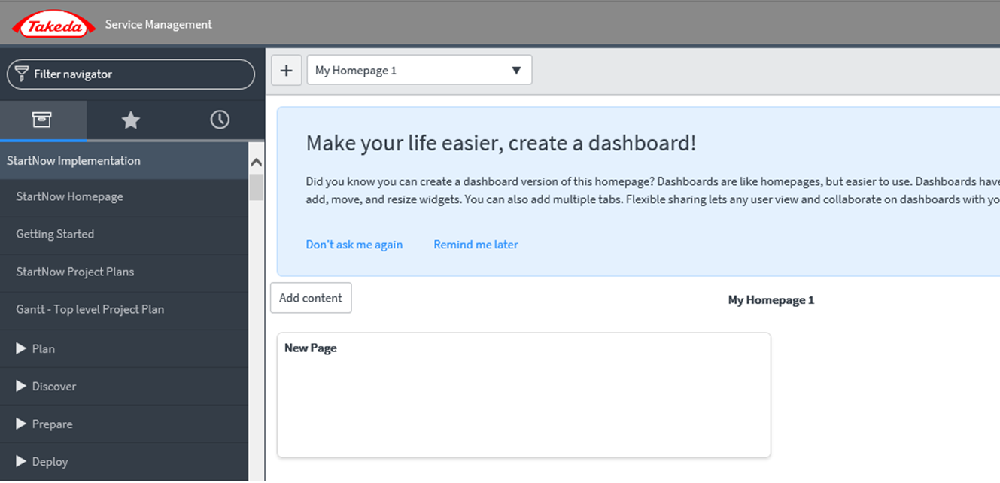 Takeda
Service Management
Filter navigator
StartNow Implementation
StartNow Homepage
Getting Started
StartNow Project Plans
Gantt - Top level Project Plan
Plan
Discover
Prepare
Deploy
My Homepage 1
Make your life easier, create a dashboard!
Did you know you can create a dashboard version of this homepage? Dashboards are like homepages, but easier to use. Dashboards have
add, move, and resize widgets. You can also add multiple tabs. Flexible sharing lets any user view and collaborate on dashboards with yo
Don't ask me again
Remind me later
Add content
My Homepage 1
New Page